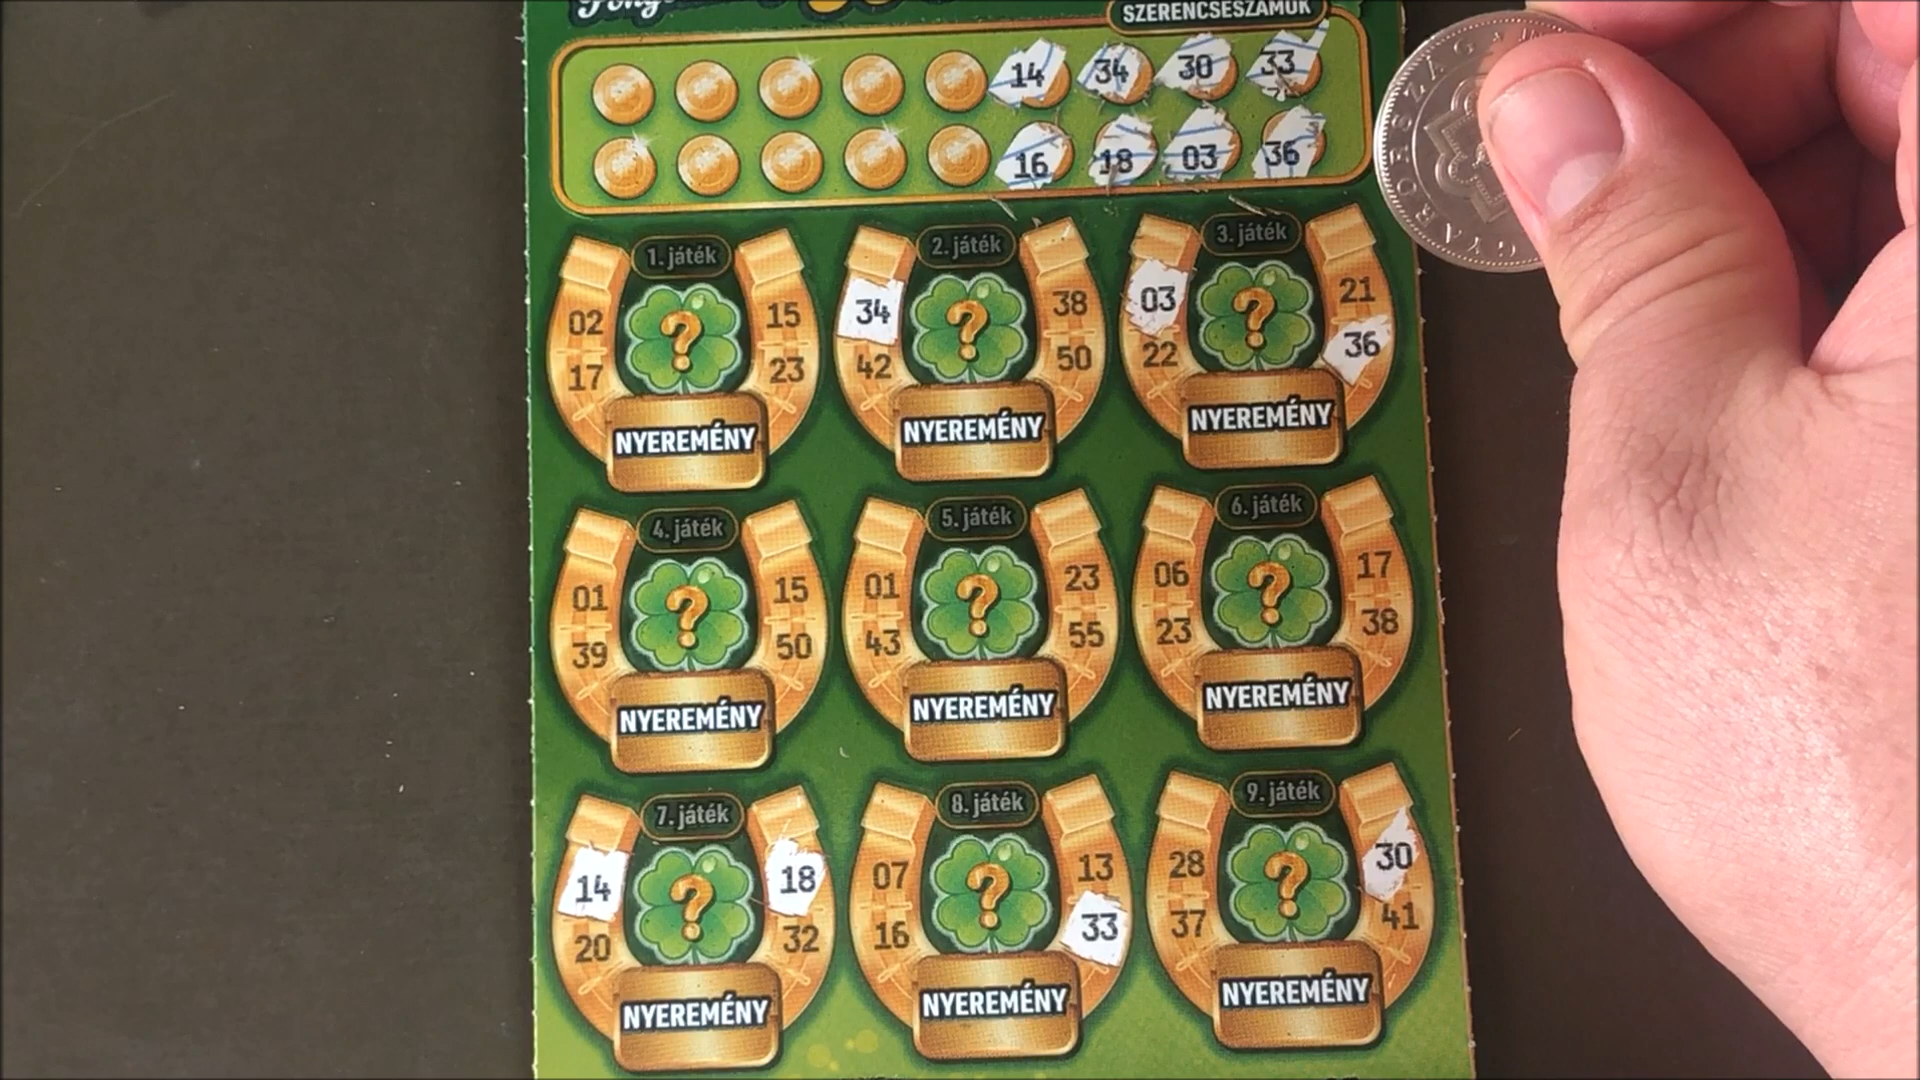 SZERENCSESZÁMOK
14 34 30 33
16 18 03 36
1. játék
02 15
17 23
NYEREMÉNY
2. játék
34 38
42 50
NYEREMÉNY
3. játék
03 21
22 36
NYEREMÉNY
4. játék
01 15
39 50
NYEREMÉNY
5. játék
01 23
43 55
NYEREMÉNY
6. játék
06 17
23 38
NYEREMÉNY
7. játék
14 18
20 32
NYEREMÉNY
8. játék
07 13
16 33
NYEREMÉNY
9. játék
28 30
37 41
NYEREMÉNY